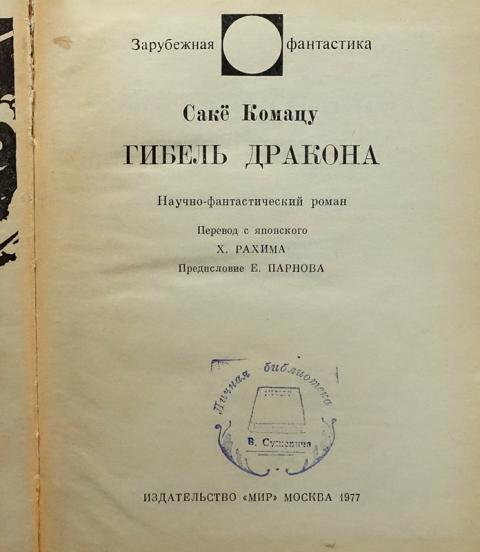 Зарубежная фантастика
Сакё Комацу
ГИБЕЛЬ ДРАКОНА
Научно-фантастический роман
Перевод с японского
Х. РАХИМА
Предисловие Е. ПАРНОВА
Личная библиотека
В. Сушевича
ИЗДАТЕЛЬСТВО «МИР» МОСКВА 1977